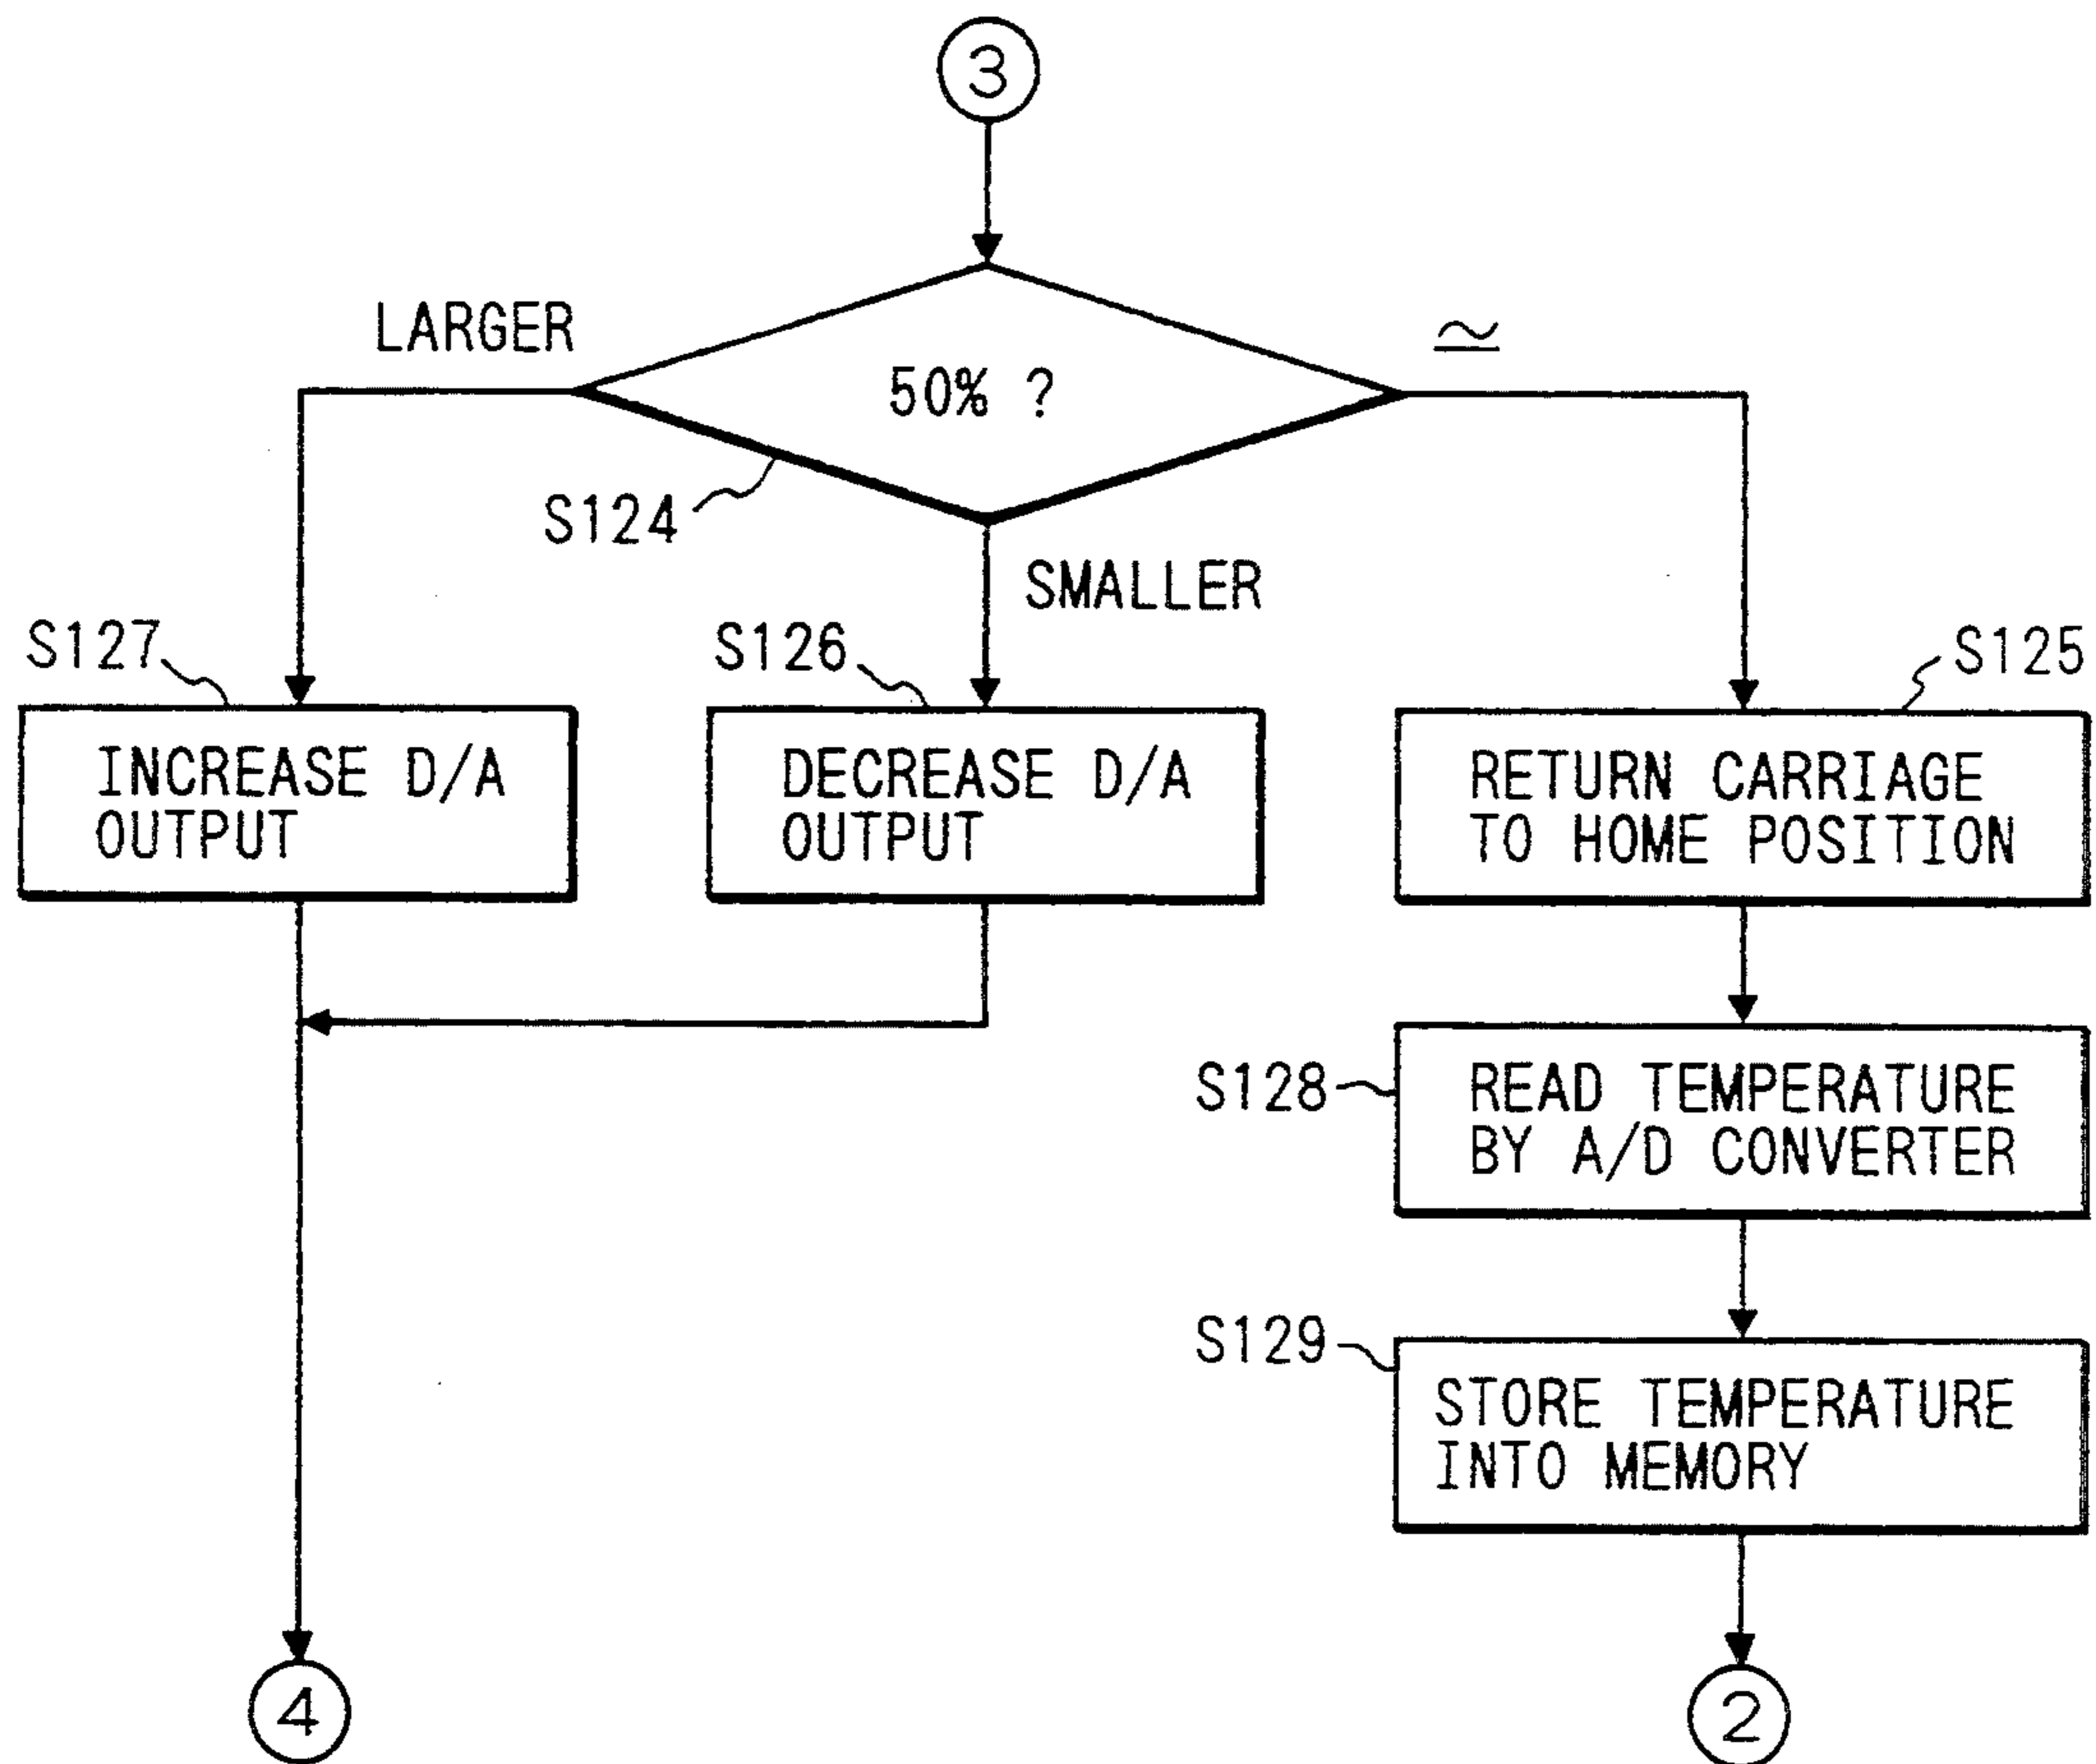 3
LARGER
≃
50% ?
S124
SMALLER
S127
S126
S125
INCREASE D/A
OUTPUT
DECREASE D/A
OUTPUT
RETURN CARRIAGE
TO HOME POSITION
S128
READ TEMPERATURE
BY A/D CONVERTER
S129
STORE TEMPERATURE
INTO MEMORY
4
2